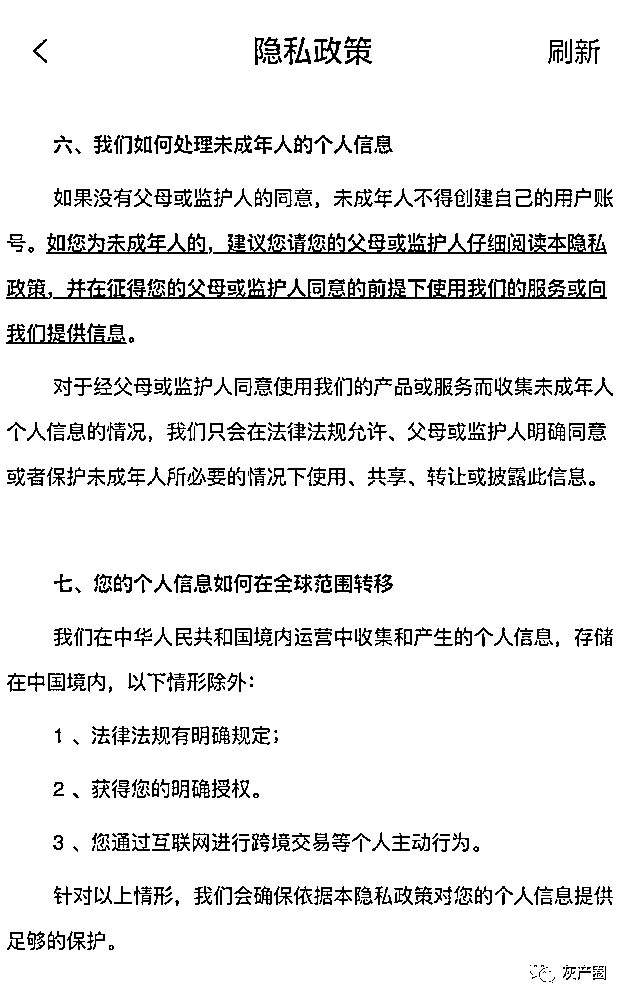 隐私政策 刷新
六、我们如何处理未成年人的个人信息
如果没有父母或监护人的同意，未成年人不得创建自己的用户账
号。如您为未成年人的，建议您请您的父母或监护人仔细阅读本隐私
政策，并在征得您的父母或监护人同意的前提下使用我们的服务或向
我们提供信息。
对于经父母或监护人同意使用我们的产品或服务而收集未成年人
个人信息的情况，我们只会在法律法规允许、父母或监护人明确同意
或者保护未成年人所必要的情况下使用、共享、转让或披露此信息。
七、您的个人信息如何在全球范围转移
我们在中华人民共和国境内运营中收集和产生的个人信息，存储
在中国境内，以下情形除外：
1 、法律法规有明确规定；
2 、获得您的明确授权。
3 、您通过互联网进行跨境交易等个人主动行为。
针对以上情形，我们会确保依据本隐私政策对您的个人信息提供
足够的保护。
灰产圈